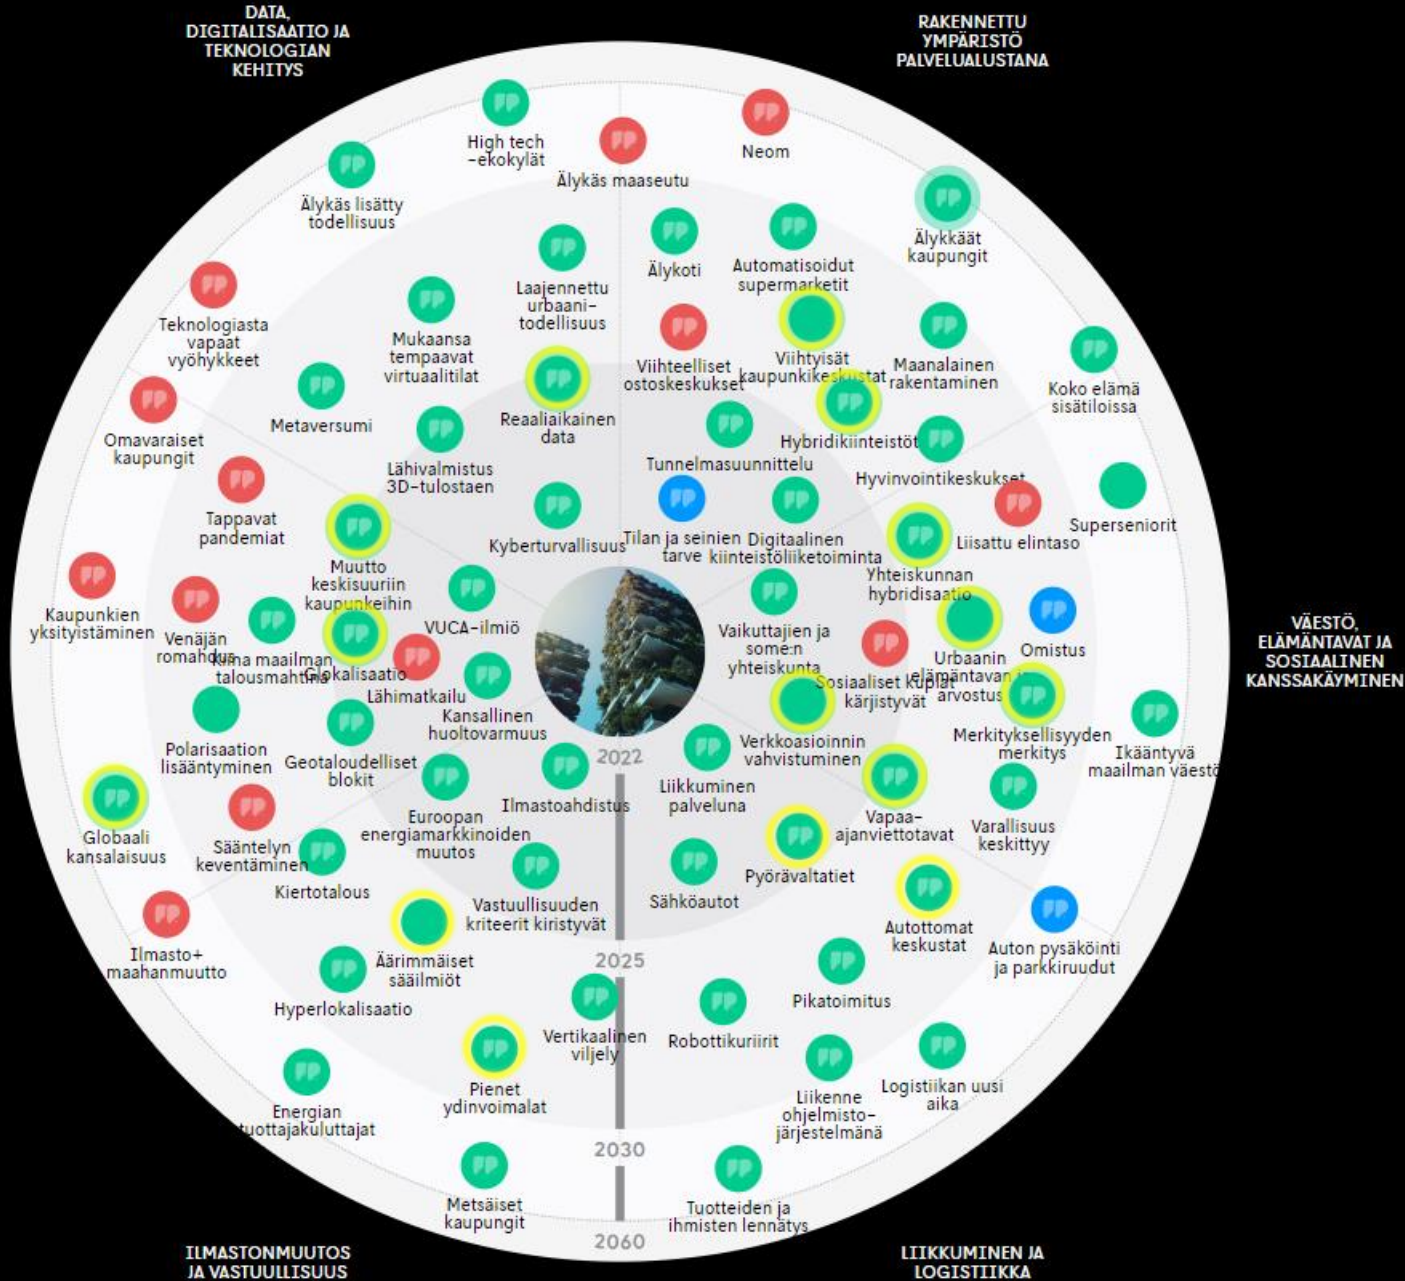 DATA,
DIGITALISAATIO JA
TEKNOLOGIAN
KEHITYS
RAKENNETTU
YMPÄRISTÖ
PALVELUALUSTANA
High tech
-ekokylät
Älykäs maaseutu
Neom
Älykäs lisätty
todellisuus
Älykkäät
kaupungit
Älykoti
Automatisoidut
supermarketit
Laajennettu
urbaani-
todellisuus
Teknologiasta
vapaat
vyöhykkeet
Mukaansa
tempaavat
virtuaalitilat
Viihteelliset
ostoskeskukset
Viihtyisät
kaupunkikeskustat
Maanalainen
rakentaminen
Koko elämä
sisätiloissa
Omavaraiset
kaupungit
Metaversumi
Reaaliaikainen
data
Hybridikiinteistöt
Lähivalmistus
3D-tulostaen
Tunnelmasuunnittelu
Hyvinvointikeskukset
Tappavat
pandemiat
Superseniorit
Kyberturvallisuus
Tilan ja seinien
tarve
Digitaalinen
kiinteistöliiketoiminta
Liisattu elintaso
Muutto
keskisuuriin
kaupunkeihin
Yhteiskunnan
hybridisaatio
Kaupunkien
yksityistäminen
Venäjän
romahdus
Kiina maailman
talousmahtina
Glokalisaatio
VUCA-ilmiö
Vaikuttajien ja
some:n
yhteiskunta
Urbaanin
elämäntavan ja
arvostus
Omistus
VÄESTÖ,
ELÄMÄNTAVAT JA
SOSIAALINEN
KANSSAKÄYMINEN
Lähimatkailu
Sosiaaliset kuplat
kärjistyvät
Kansallinen
huoltovarmuus
Polarisaation
lisääntyminen
Geotaloudelliset
blokit
Verkkoasioinnin
vahvistuminen
Merkityksellisyyden
merkitys
Ikääntyvä
maailman väestö
2022
Liikkuminen
palveluna
Ilmastoahdistus
Euroopan
energiamarkkinoiden
muutos
Vapaa-
ajanviettotavat
Varallisuus
keskittyy
Globaali
kansalaisuus
Sääntelyn
keventäminen
Kiertotalous
Pyörävaltatiet
Vastuullisuuden
kriteerit kiristyvät
Sähköautot
Autottomat
keskustat
Auton pysäköinti
ja parkkiruudut
Ilmasto+
maahanmuutto
Äärimmäiset
sääilmiöt
2025
Hyperlokalisaatio
Pikatoimitus
Vertikaalinen
viljely
Robottikuriirit
Pienet
ydinvoimalat
Liikenne
ohjelmisto-
järjestelmänä
Logistiikan uusi
aika
Energian
tuottajakuluttajat
2030
Metsäiset
kaupungit
Tuotteiden ja
ihmisten lennätys
2060
ILMASTONMUUTOS
JA VASTUULLISUUS
LIIKKUMINEN JA
LOGISTIIKKA